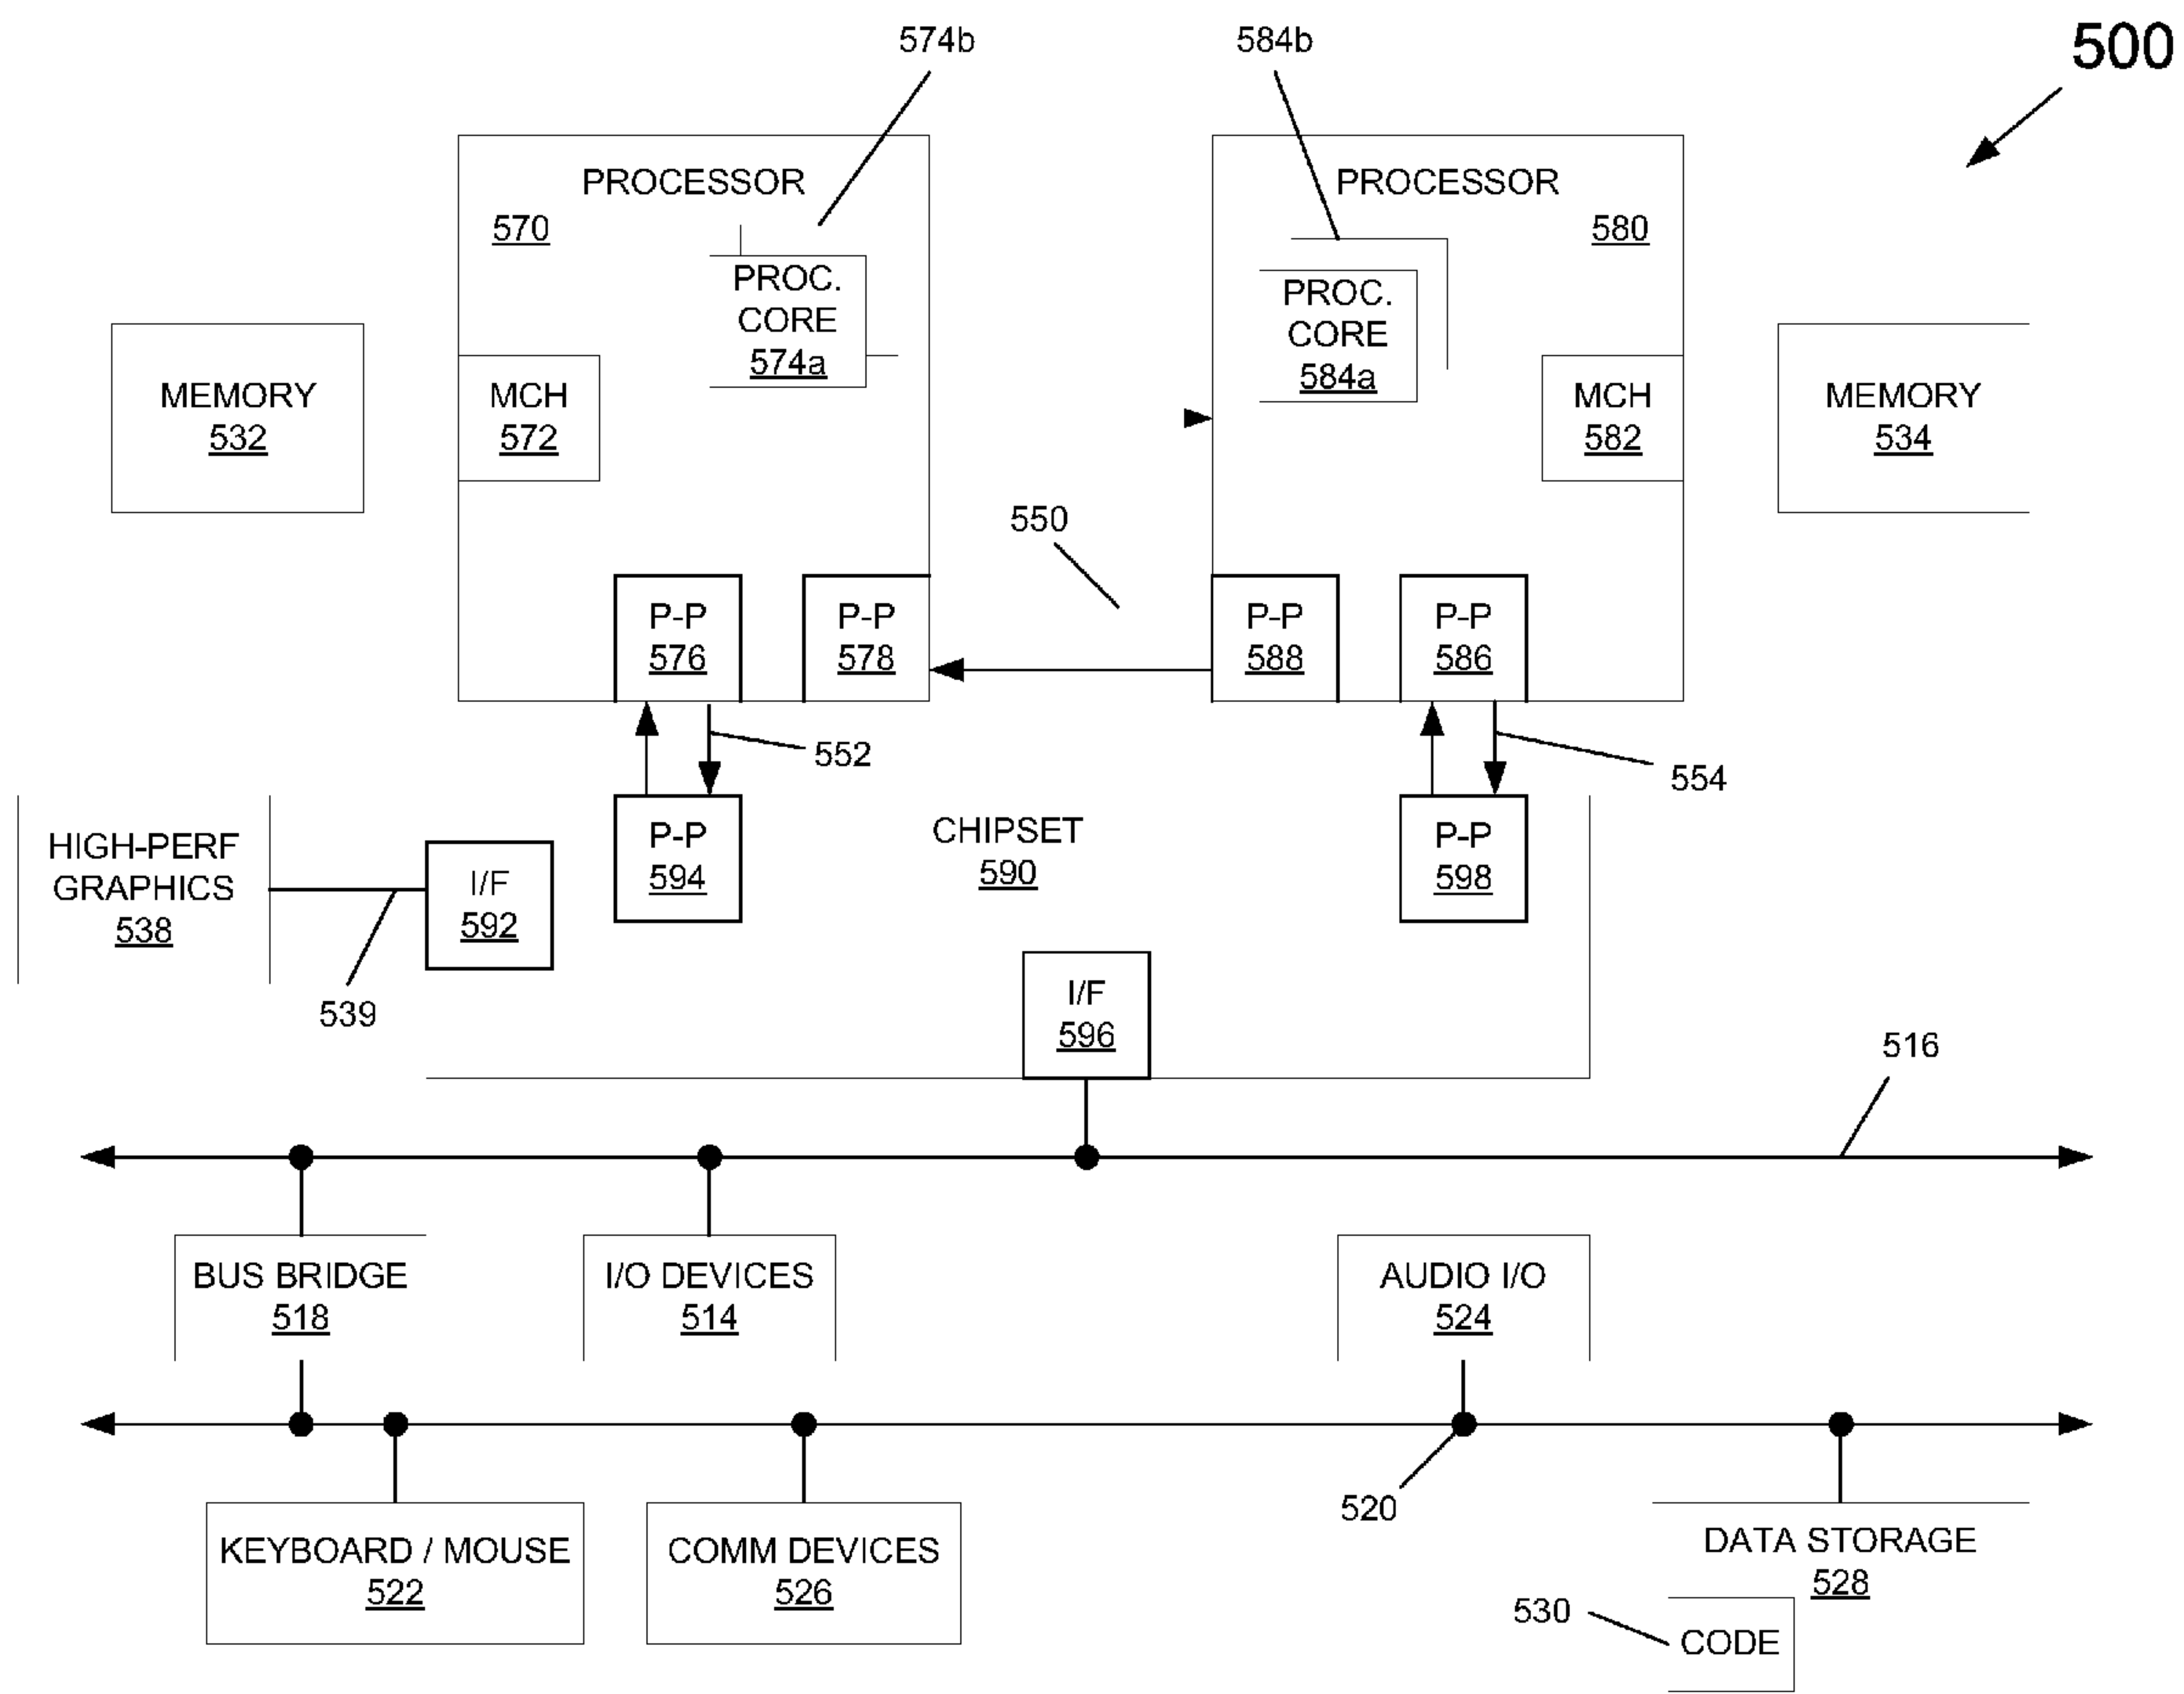 500
574b
584b
PROCESSOR
570
PROC.
CORE
574a
MCH
572
PROCESSOR
580
PROC.
CORE
584a
MCH
582
MEMORY
532
MEMORY
534
550
P-P
576
P-P
578
P-P
588
P-P
586
552
554
HIGH-PERF
GRAPHICS
538
539
I/F
592
P-P
594
CHIPSET
590
P-P
598
I/F
596
516
BUS BRIDGE
518
I/O DEVICES
514
AUDIO I/O
524
520
KEYBOARD / MOUSE
522
COMM DEVICES
526
DATA STORAGE
528
530
CODE